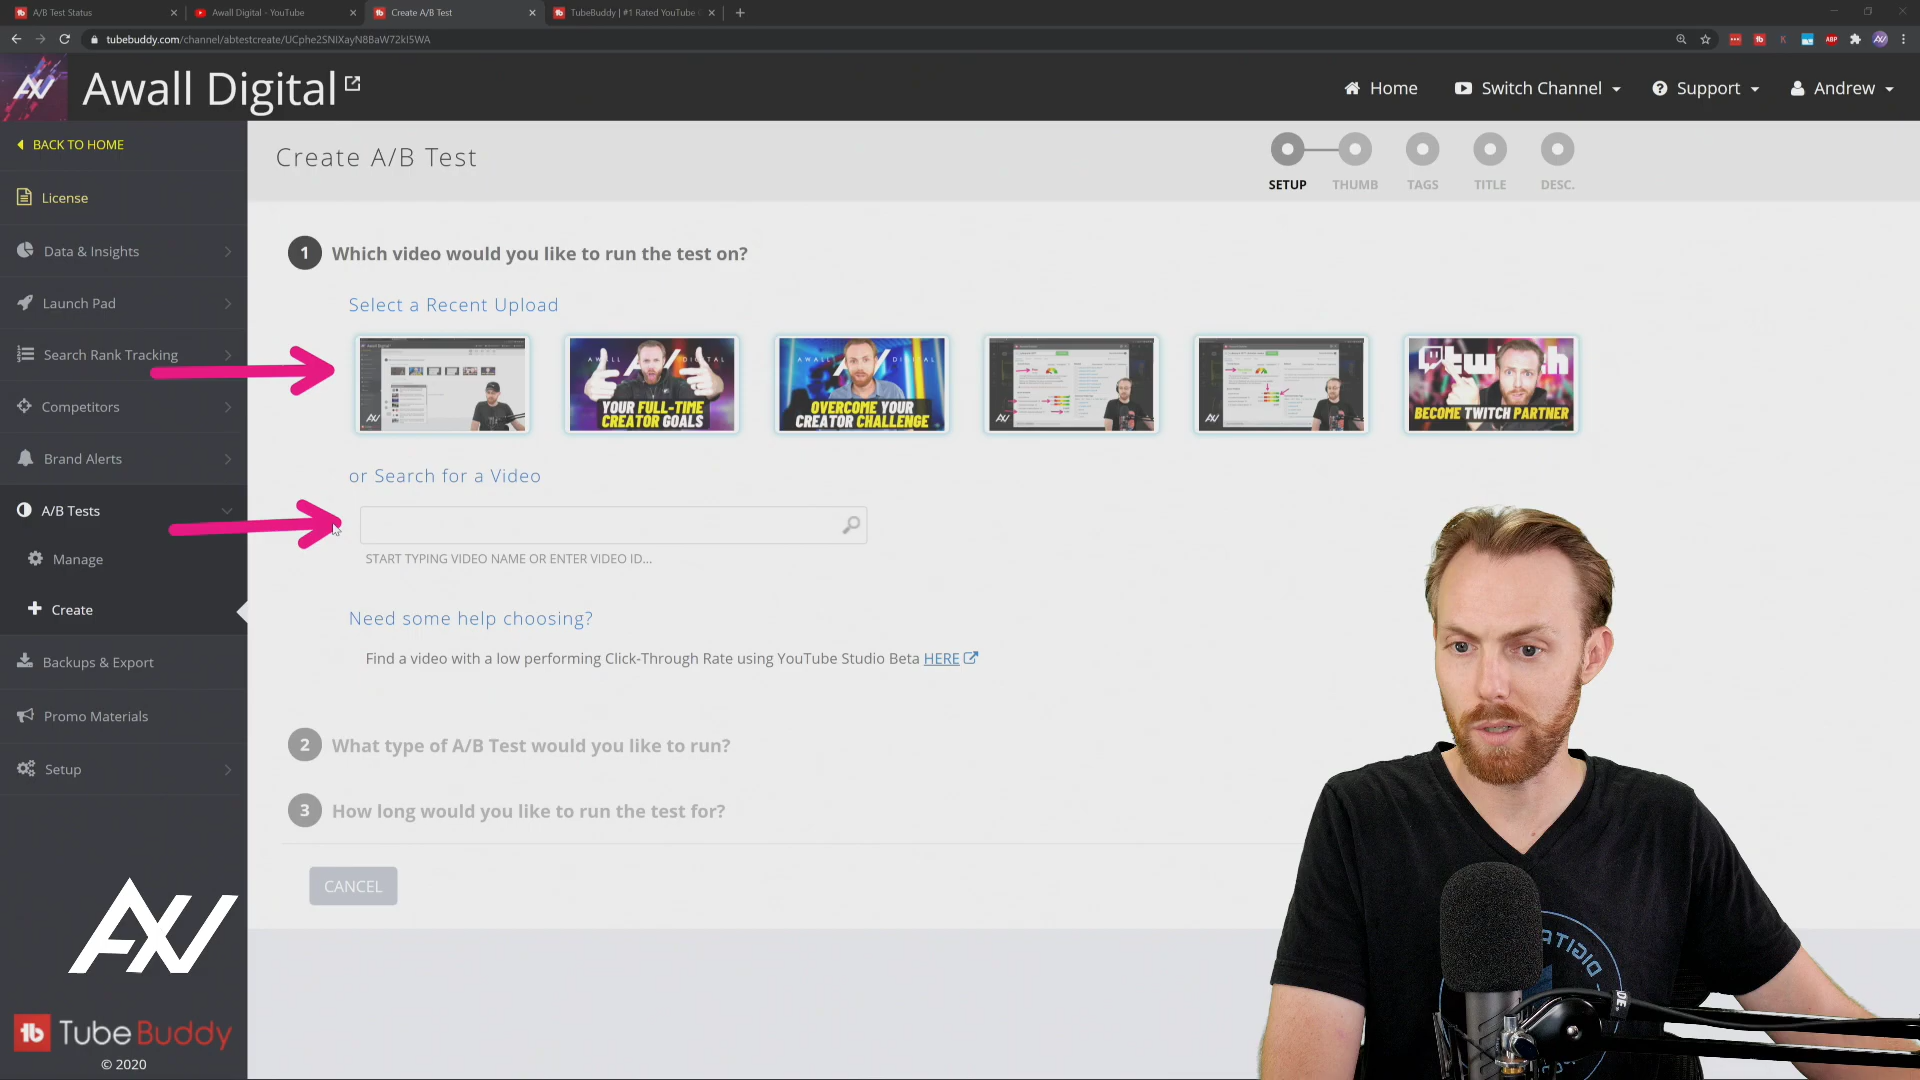 A/B Test Status
Awall Digital - YouTube
Create A/B Test
TubeBuddy | #1 Rated YouTube
tubebuddy.com/channel/abtestcreate/UCphe2SNIXayN8BaW72kI5WA
ABP
Awall Digital
Home
Switch Channel
Support
Andrew
BACK TO HOME
License
Data & Insights
Launch Pad
Search Rank Tracking
Competitors
Brand Alerts
A/B Tests
Manage
Create
Backups & Export
Promo Materials
Setup
TubeBuddy
© 2020
Create A/B Test
SETUP
THUMB
TAGS
TITLE
DESC.
1 Which video would you like to run the test on?
Select a Recent Upload
AWALL DIGITAL
YOUR FULL-TIME
CREATOR GOALS
AWALL DIGITAL
OVERCOME YOUR
CREATOR CHALLENGE
twitch
BECOME TWITCH PARTNER
or Search for a Video
START TYPING VIDEO NAME OR ENTER VIDEO ID...
Need some help choosing?
Find a video with a low performing Click-Through Rate using YouTube Studio Beta HERE
2 What type of A/B Test would you like to run?
3 How long would you like to run the test for?
CANCEL